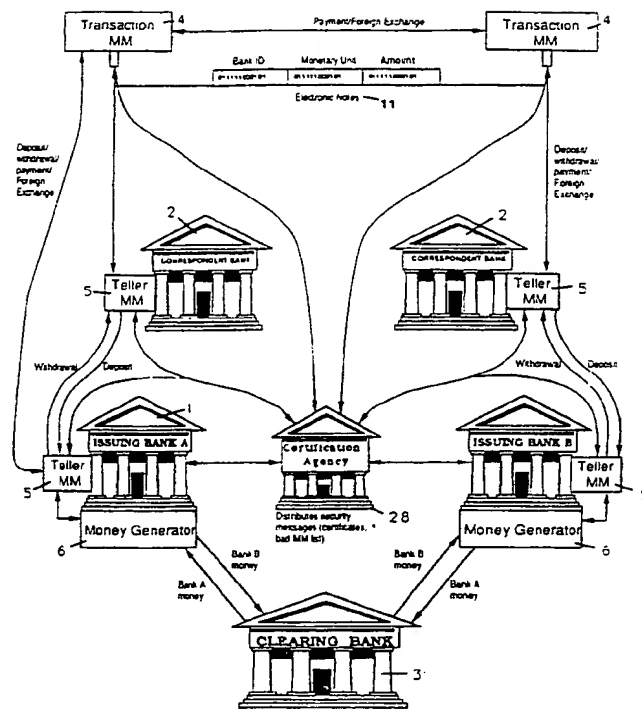 Transaction
MM
4
Payment/Foreign Exchange
Transaction
MM
4
Bank ID
Monetary Unit
Amount
Electronic Notes
11
Deposit/
withdrawal/
payment/
Foreign
Exchange
Deposit/
withdrawal/
payment/
Foreign
Exchange
2
CORRESPONDENT BANK
2
CORRESPONDENT BANK
5
Teller
MM
Teller
MM
5
Withdrawal
Deposit
Withdrawal
Deposit
1
ISSUING BANK A
Certification
Agency
ISSUING BANK B
Teller
MM
5
Teller
MM
28
Distributes security
messages (certificates,
bad MM list)
Money Generator
6
Money Generator
6
Bank B
money
Bank A
money
Bank B
money
Bank A
money
CLEARING BANK
3